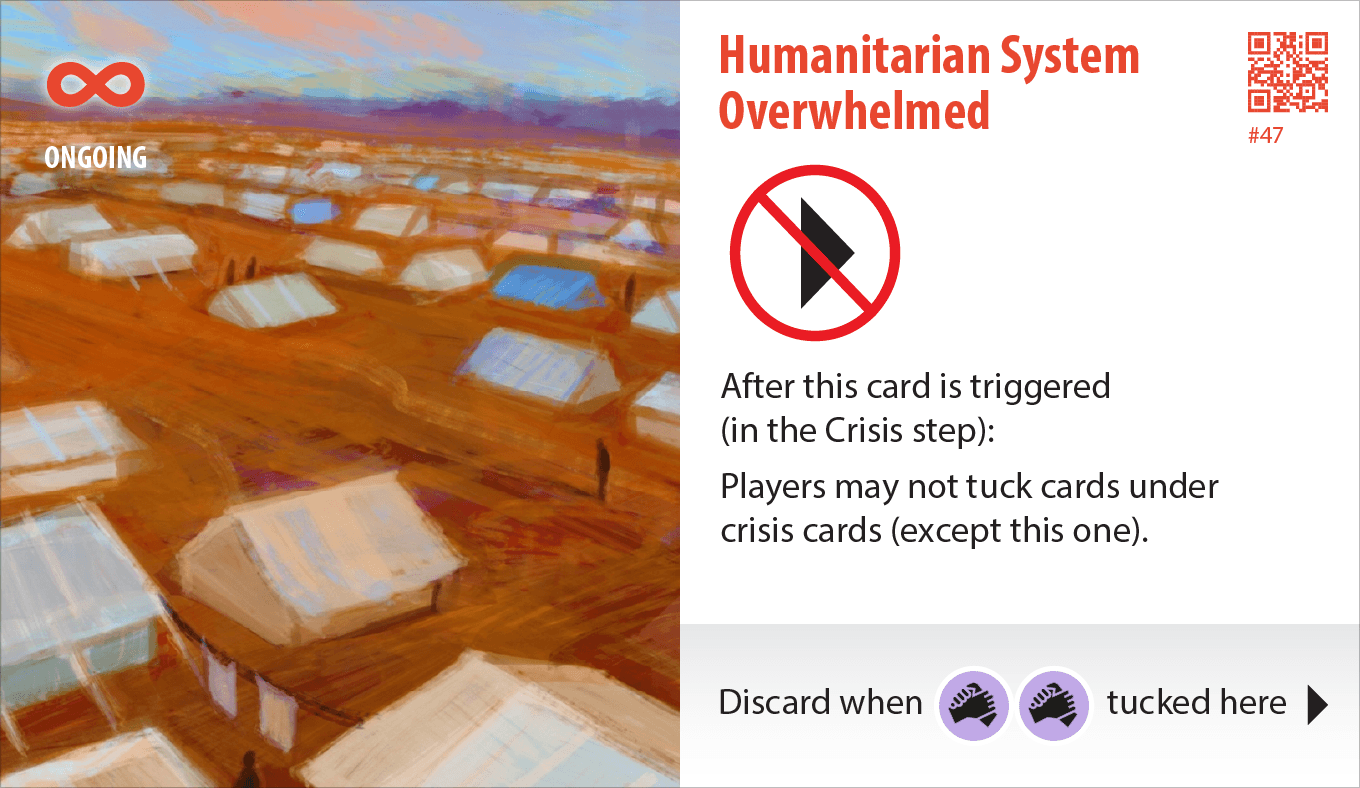 ONGOING
Humanitarian System
Overwhelmed
#47
After this card is triggered
(in the Crisis step):
Players may not tuck cards under
crisis cards (except this one).
Discard when tucked here